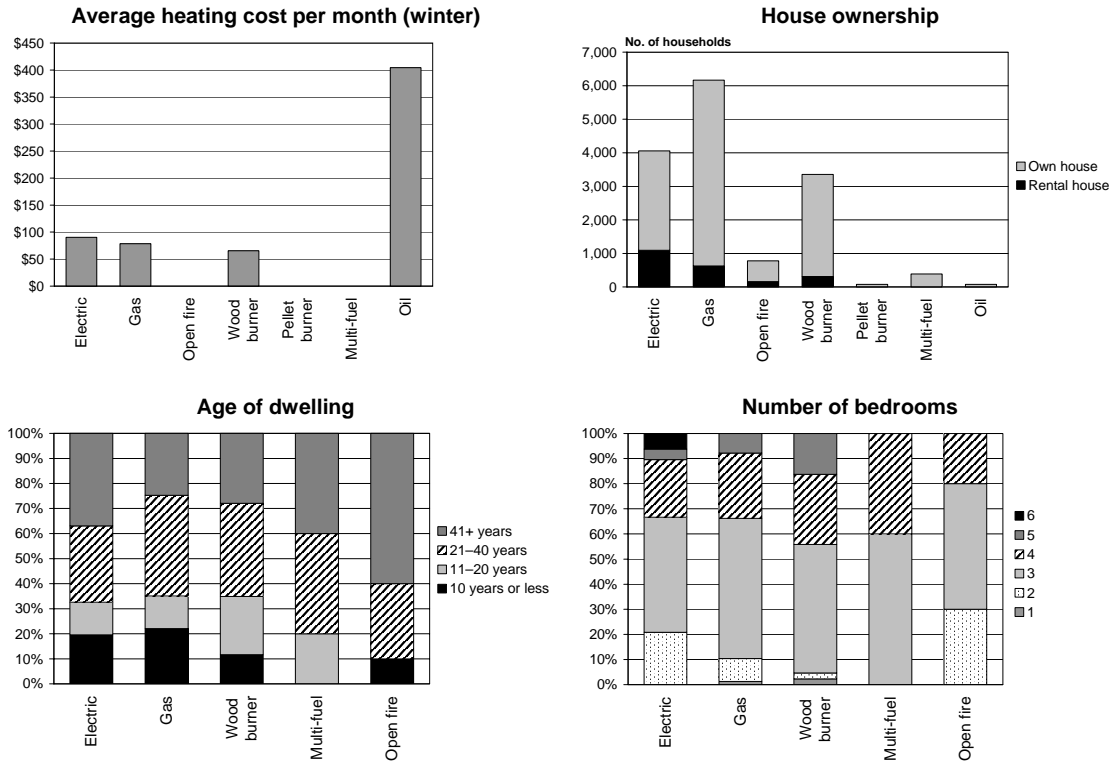 Average heating cost per month (winter)
$450
$400
$350
$300
$250
$200
$150
$100
$50
$0
Electric
Gas
Open fire
Wood
burner
Pellet
burner
Multi-fuel
Oil
House ownership
No. of households
7,000
6,000
5,000
4,000
3,000
2,000
1,000
0
Electric
Gas
Open fire
Wood
burner
Pellet
burner
Multi-fuel
Oil
Own house
Rental house
Age of dwelling
100%
90%
80%
70%
60%
50%
40%
30%
20%
10%
0%
Electric
Gas
Wood
burner
Multi-fuel
Open fire
41+ years
21–40 years
11–20 years
10 years or less
Number of bedrooms
100%
90%
80%
70%
60%
50%
40%
30%
20%
10%
0%
Electric
Gas
Wood
burner
Multi-fuel
Open fire
6
5
4
3
2
1